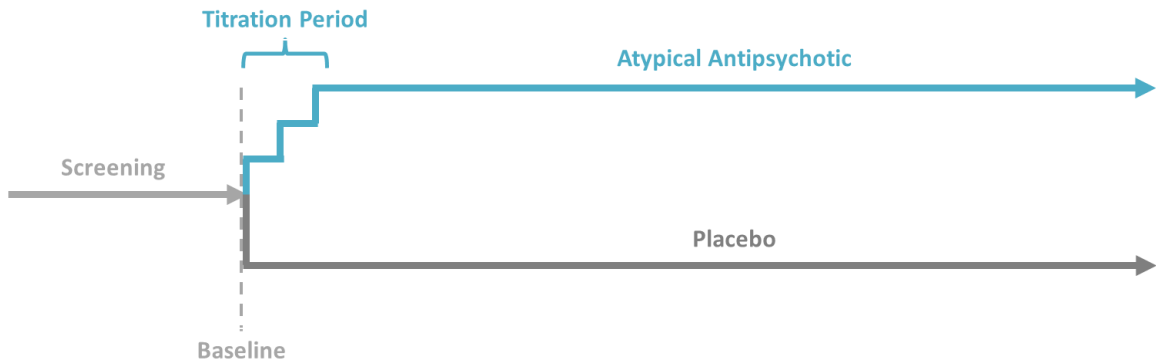 Titration Period
Atypical Antipsychotic
Screening
Placebo
Baseline